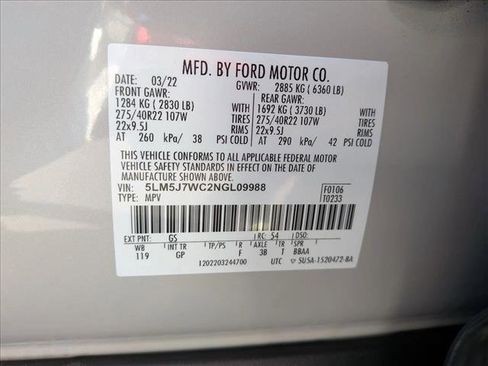 MFD. BY FORD MOTOR CO.
DATE: 03/22 GVWR: 2885 KG ( 6360 LB)
FRONT GAWR: REAR GAWR:
1284 KG ( 2830 LB) WITH 1692 KG ( 3730 LB) WITH
275/40R22 107W TIRES 275/40R22 107W TIRES
22x9.5J RIMS 22x9.5J RIMS
AT 260 kPa/ 38 PSI AT 290 kPa/ 42 PSI
THIS VEHICLE CONFORMS TO ALL APPLICABLE FEDERAL MOTOR
VEHICLE SAFETY STANDARDS IN EFFECT ON THE DATE OF
MANUFACTURE SHOWN ABOVE.
VIN: 5LM5J7WC2NGL09988 F0106
TYPE: MPV T0233
EXT PNT: GS RC: 54 DSO:
WB INT TR TP/PS R AXLE TR SPR
119 GP F 3B T BBAA
1202203244700 UTC 5U5A-1520472-BA